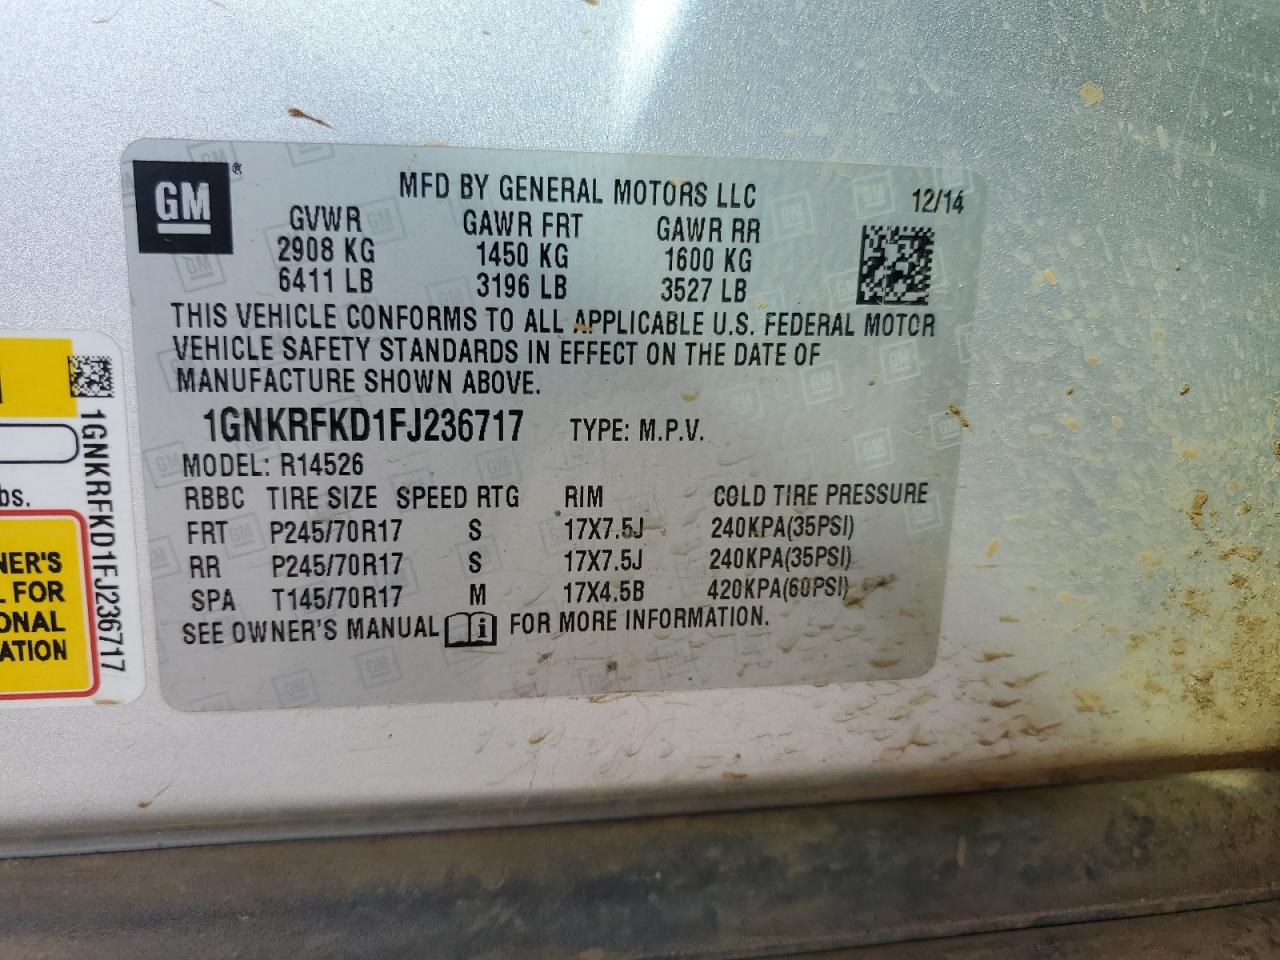 GM ®
MFD BY GENERAL MOTORS LLC 12/14
GVWR GAWR FRT GAWR RR
2908 KG 1450 KG 1600 KG
6411 LB 3196 LB 3527 LB
THIS VEHICLE CONFORMS TO ALL APPLICABLE U.S. FEDERAL MOTOR
VEHICLE SAFETY STANDARDS IN EFFECT ON THE DATE OF
MANUFACTURE SHOWN ABOVE.
1GNKRFKD1FJ236717 TYPE: M.P.V.
MODEL: R14526
RBBC TIRE SIZE SPEED RTG RIM COLD TIRE PRESSURE
FRT P245/70R17 S 17X7.5J 240KPA(35PSI)
RR P245/70R17 S 17X7.5J 240KPA(35PSI)
SPA T145/70R17 M 17X4.5B 420KPA(60PSI)
SEE OWNER'S MANUAL i FOR MORE INFORMATION.
1GNKRFKD1FJ236717
bs.
NER'S
L FOR
ONAL
ATION